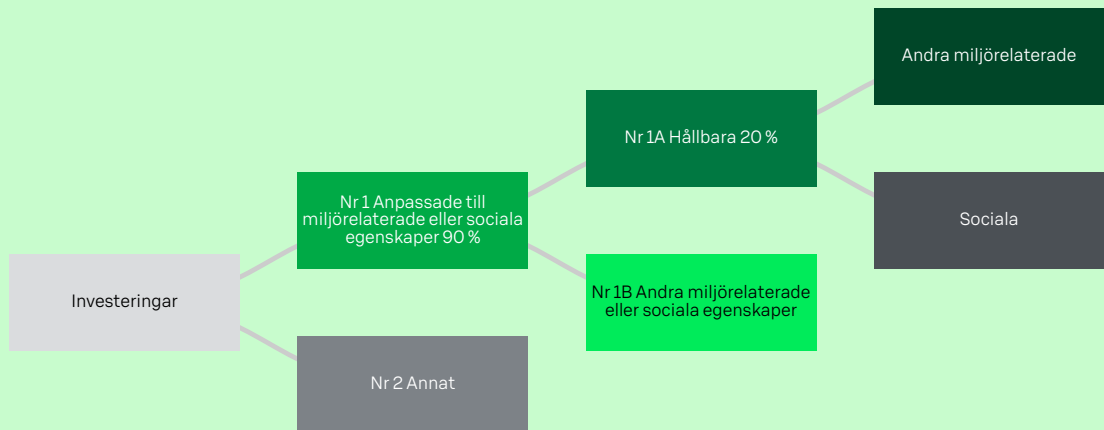 Andra miljörelaterade
Nr 1A Hållbara 20 %
Nr 1 Anpassade till
miljörelaterade eller sociala
egenskaper 90 %
Sociala
Investeringar
Nr 1B Andra miljörelaterade
eller sociala egenskaper
Nr 2 Annat